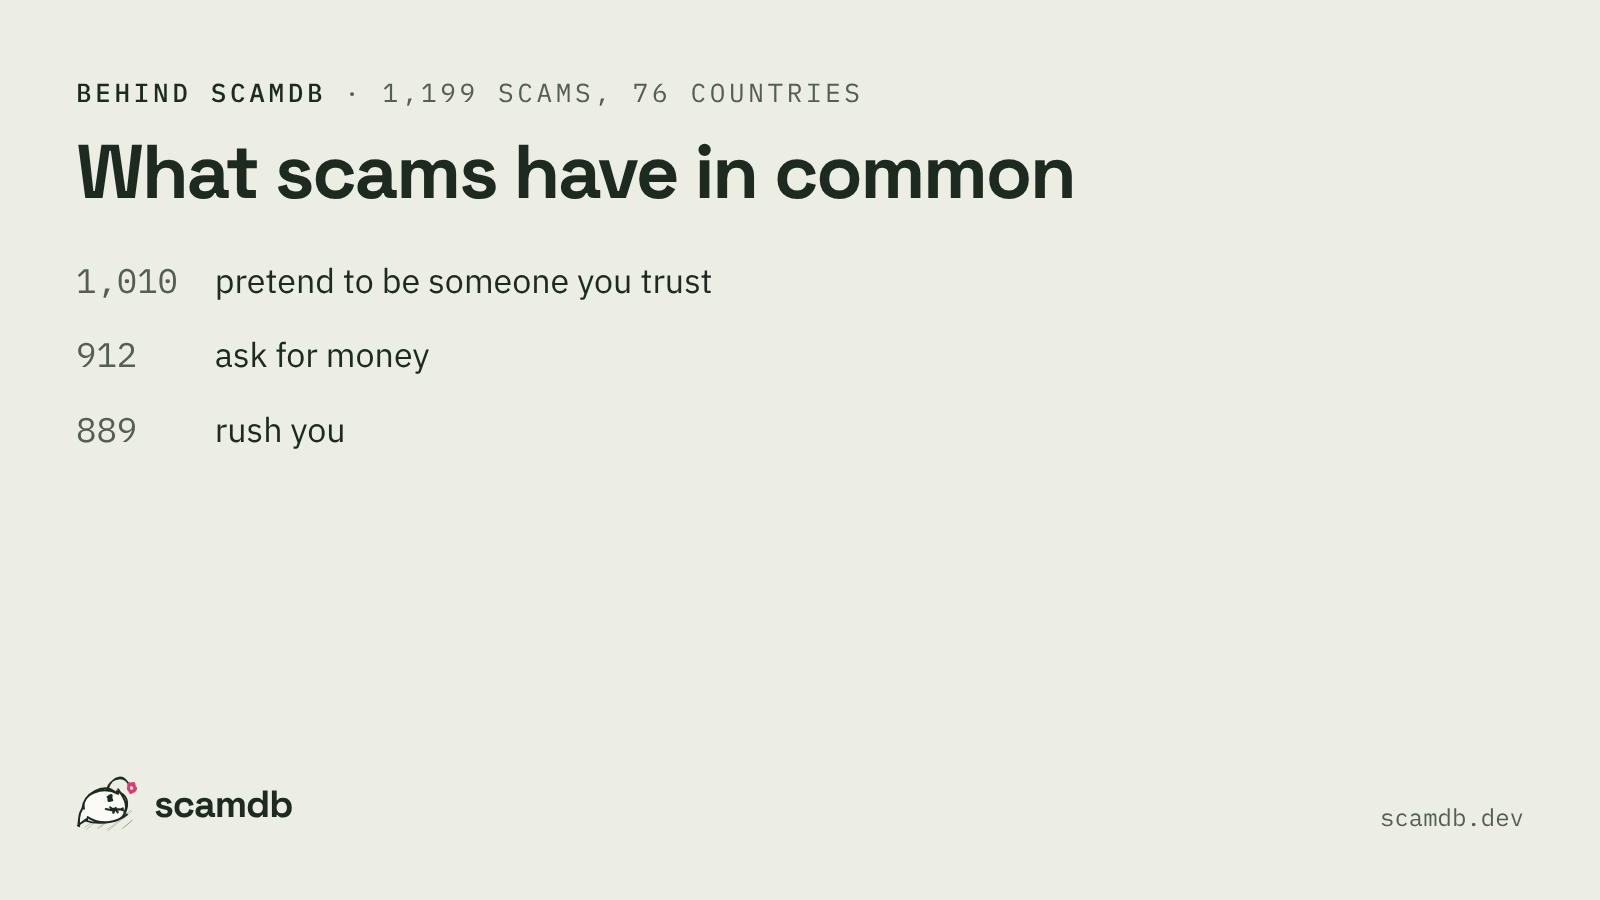 BEHIND SCAMDB · 1,199 SCAMS, 76 COUNTRIES
What scams have in common
1,010 pretend to be someone you trust
912 ask for money
889 rush you
scamdb
scamdb.dev